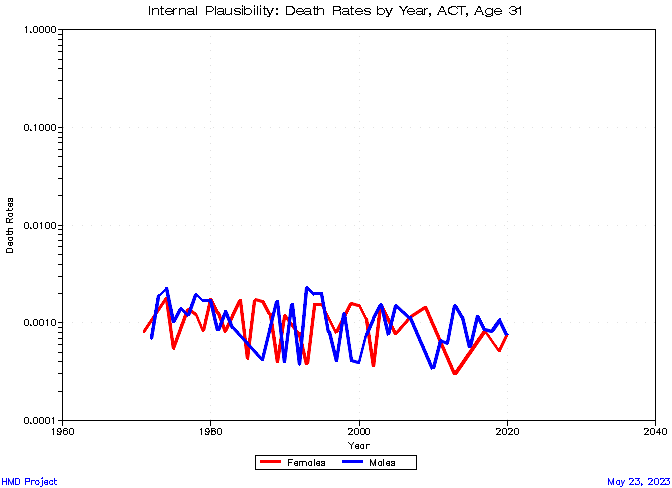 Internal Plausibility: Death Rates by Year, ACT, Age 31
1.0000
0.1000
0.0100
0.0010
0.0001
Death Rates
1960 1980 2000 2020 2040
Year
Females Males
HMD Project May 23, 2023